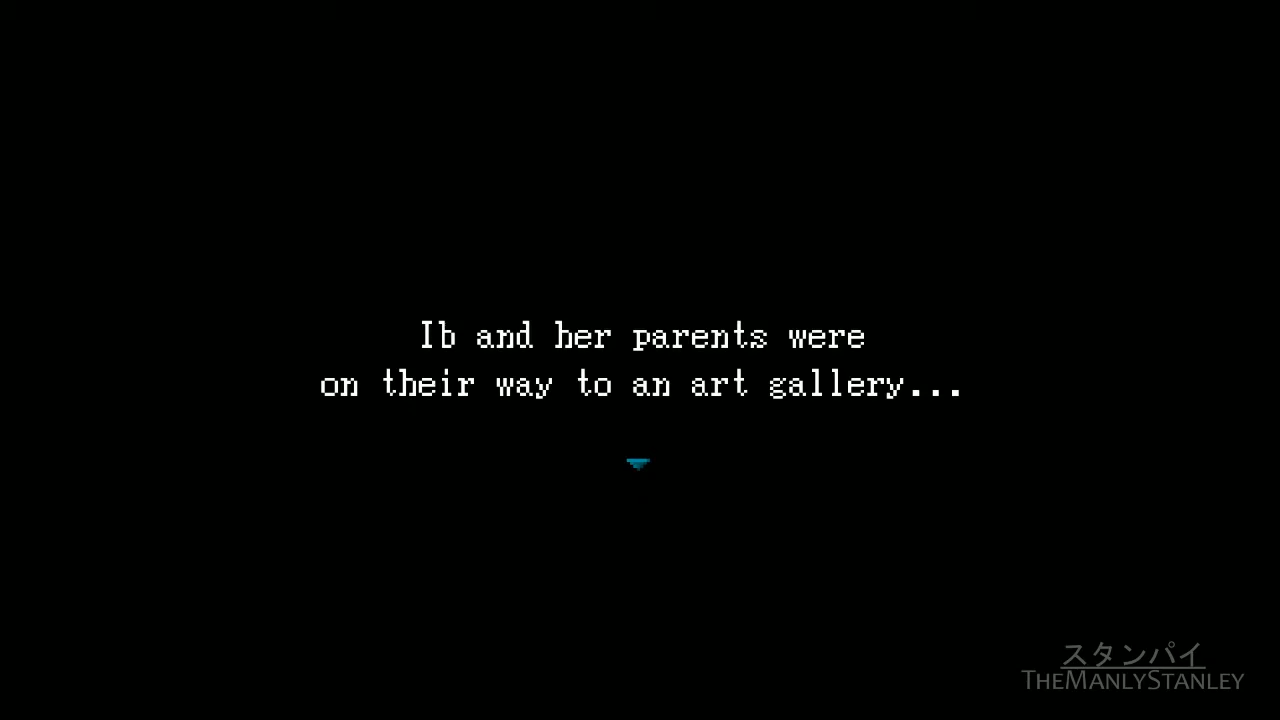 Ib and her parents were
on their way to an art gallery...
スタンパイ
THEMANLYSTANLEY